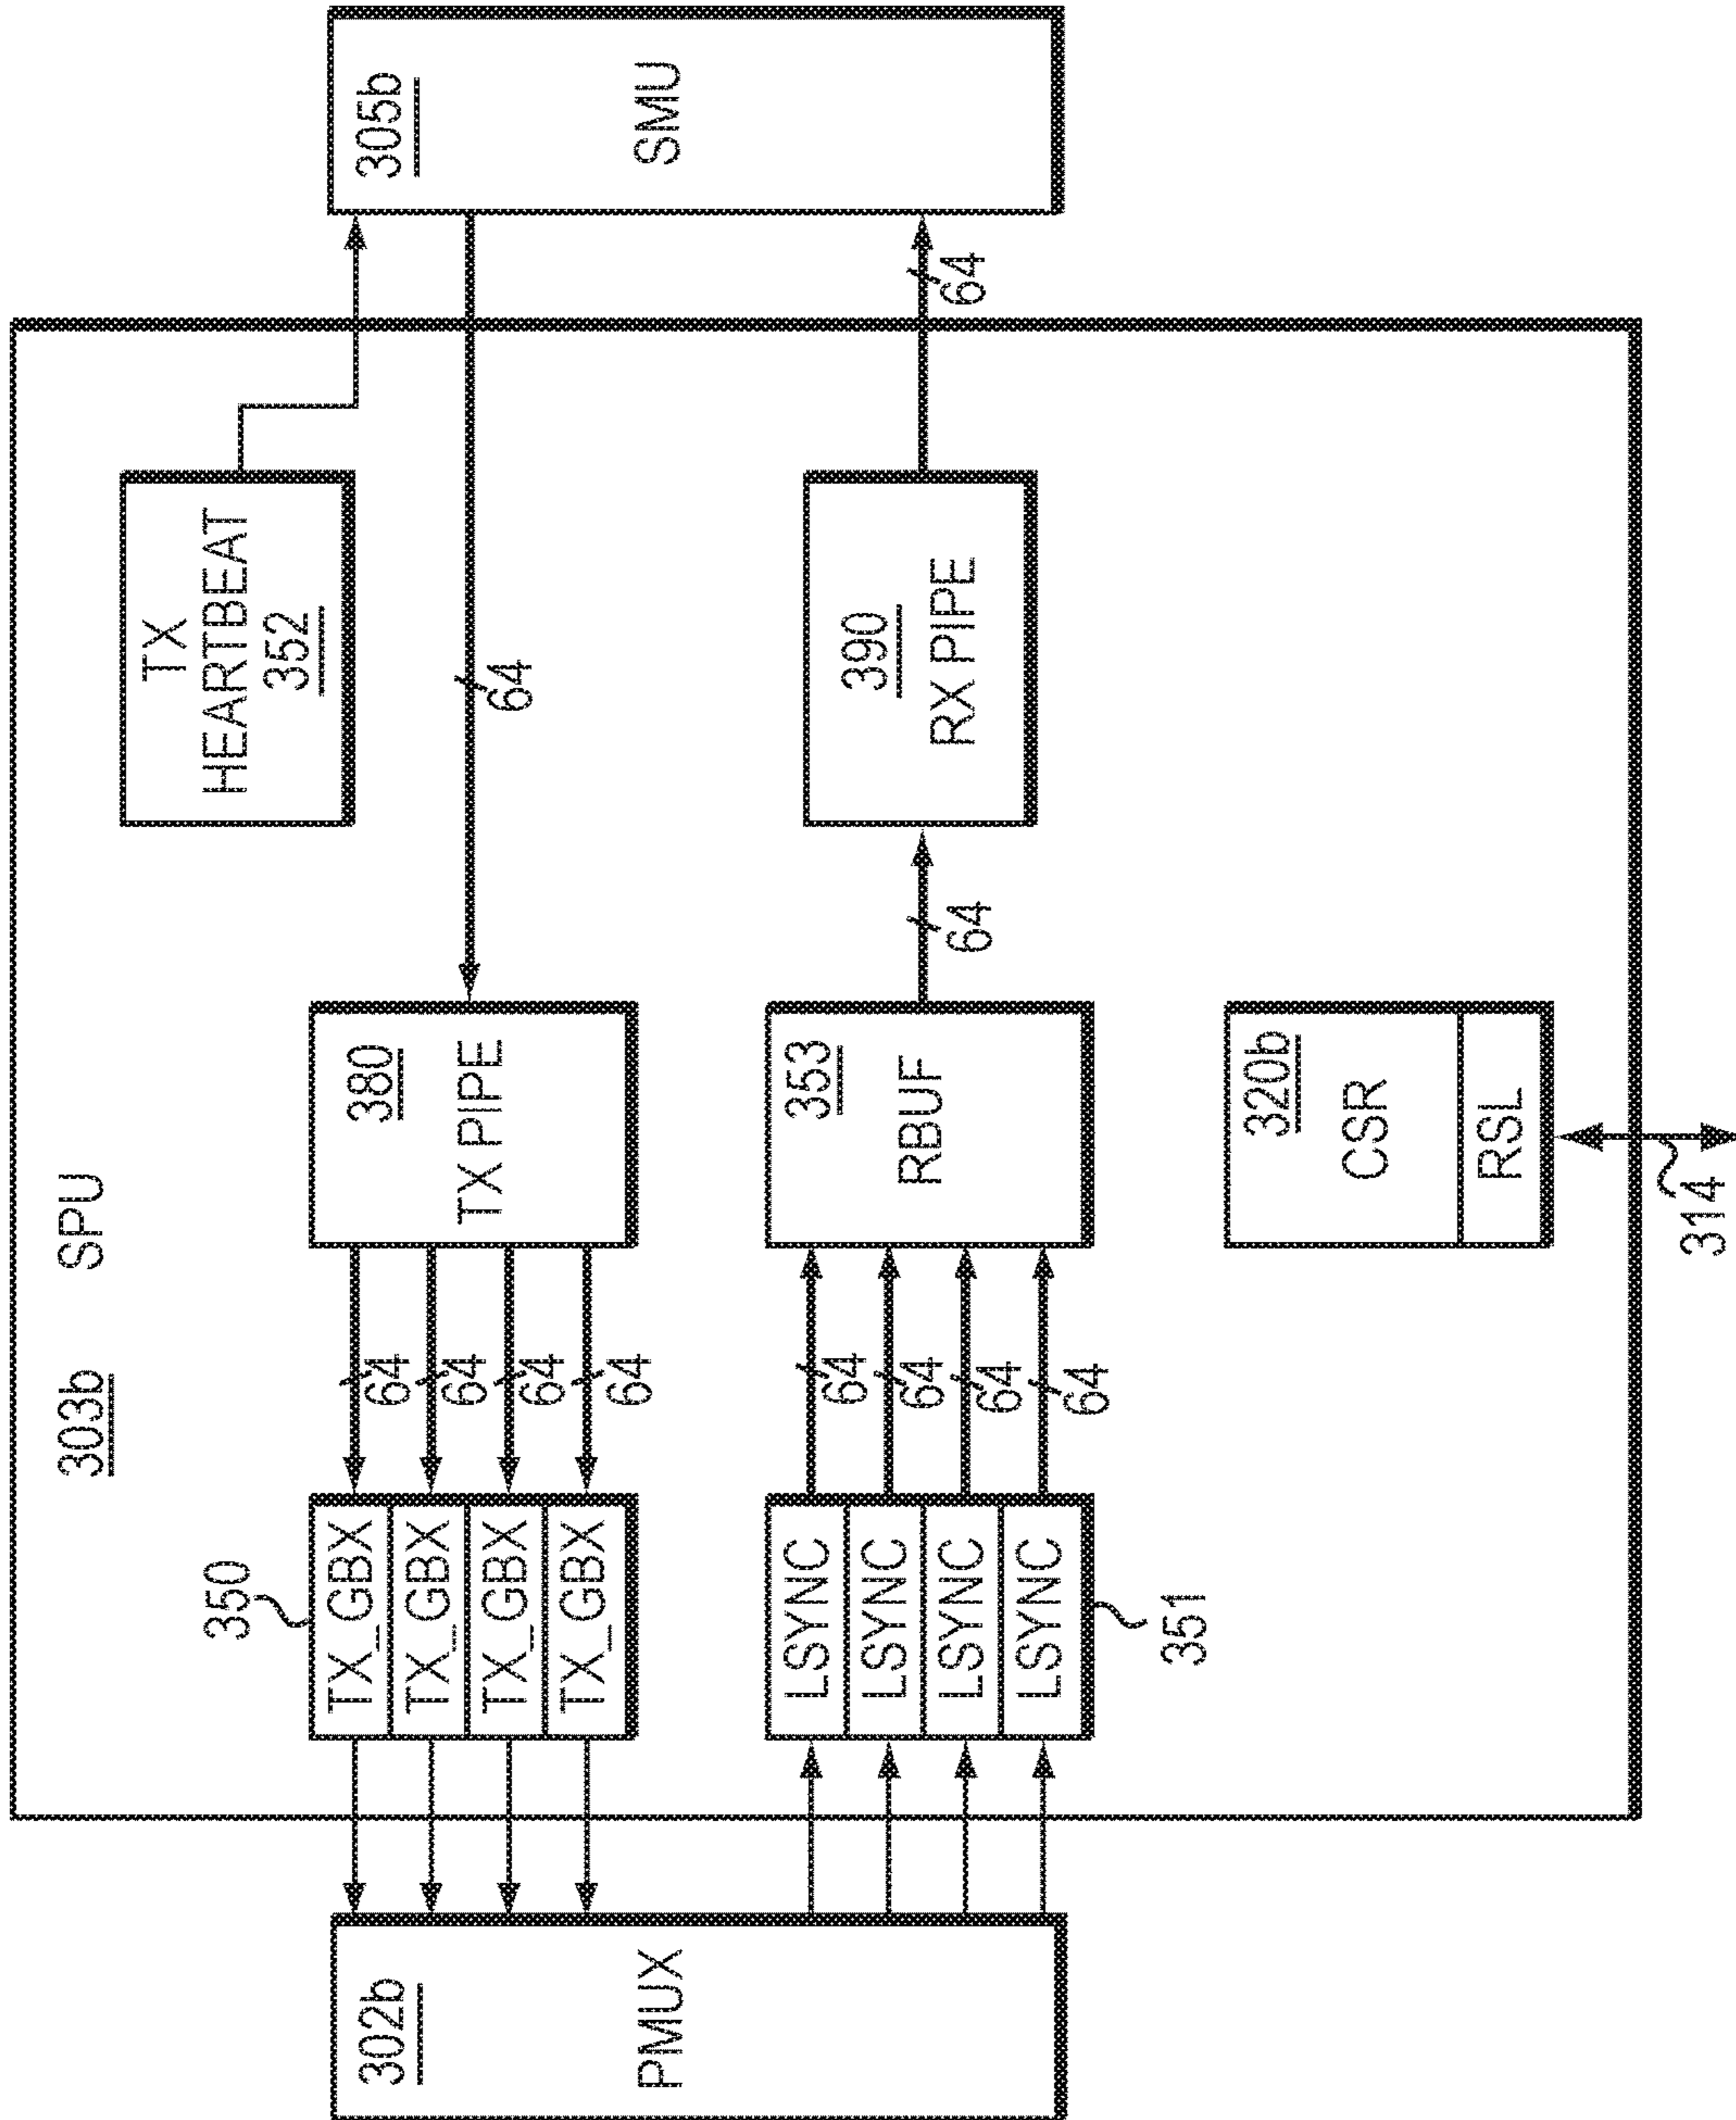 303b
SPU
TX
HEARTBEAT
352
302b
PMUX
350
TX_GBX
TX_GBX
TX_GBX
TX_GBX
64
64
64
64
380
TX PIPE
64
305b
SMU
LSYNC
LSYNC
LSYNC
LSYNC
351
64
64
64
64
353
RBUF
64
390
RX PIPE
64
320b
CSR
RSL
314